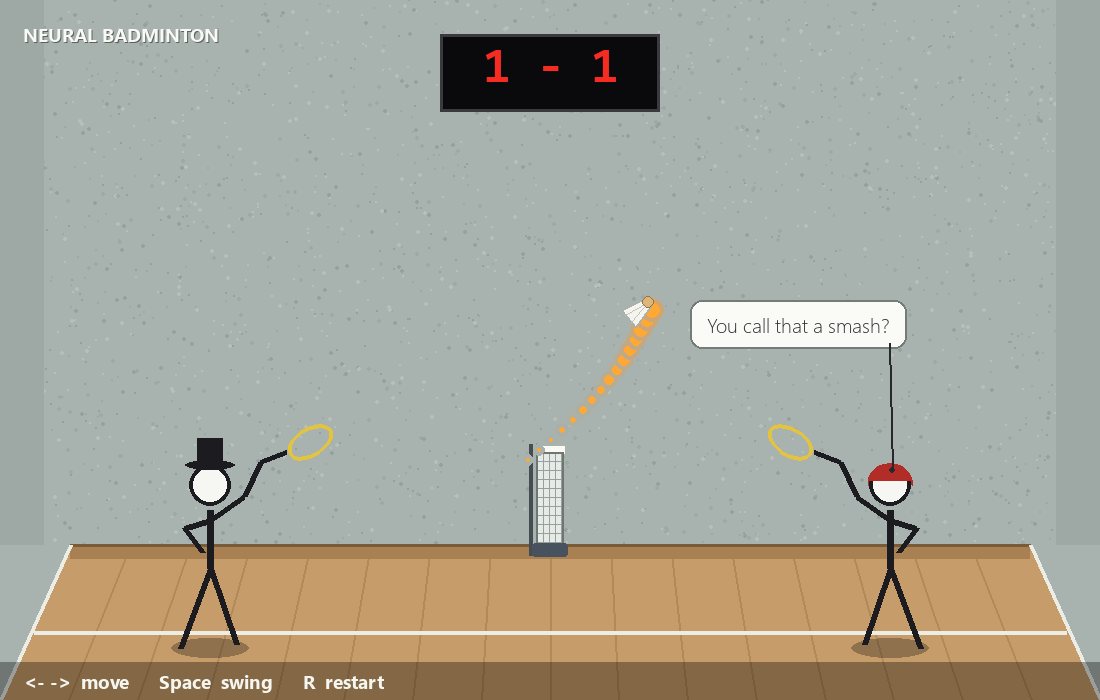 NEURAL BADMINTON
1 - 1
You call that a smash?
<--> move Space swing R restart